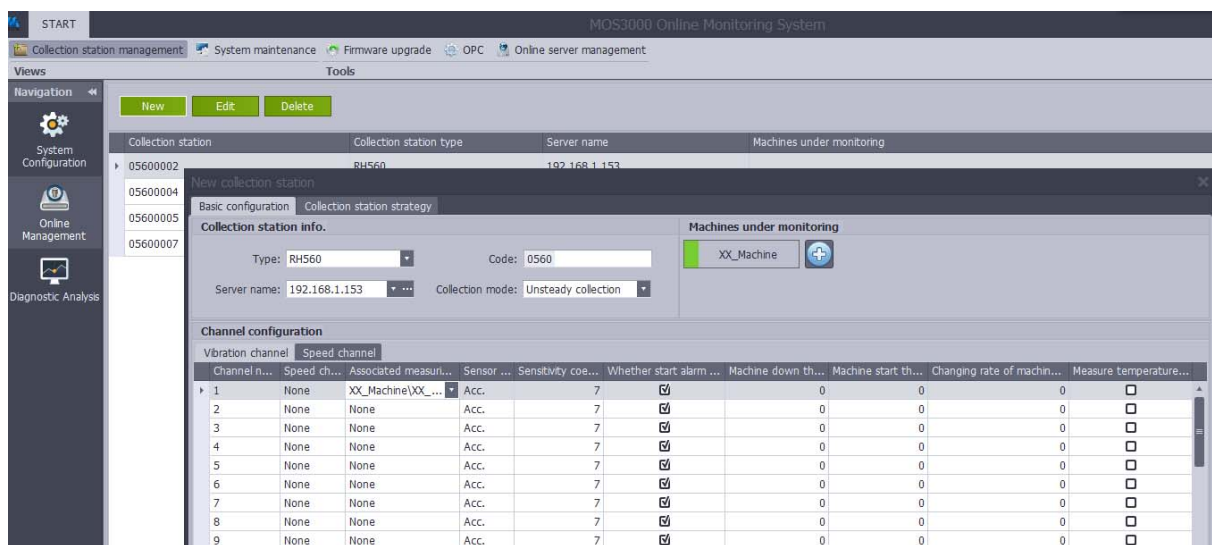 START
MOS3000 Online Monitoring System
Collection station management System maintenance Firmware upgrade OPC Online server management
Views Tools
Navigation
New Edit Delete
System
Configuration
Online
Management
Diagnostic Analysis
Collection station Collection station type Server name Machines under monitoring
05600002 RH560 192.168.1.153
05600004
05600005
05600007
New collection station
Basic configuration Collection station strategy
Collection station info. Machines under monitoring
Type: RH560 Code: 0560 XX_Machine
Server name: 192.168.1.153 ... Collection mode: Unsteady collection
Channel configuration
Vibration channel Speed channel
Channel n... Speed ch... Associated measuri... Sensor ... Sensitivity coe... Whether start alarm ... Machine down th... Machine start th... Changing rate of machin... Measure temperature...
1 None XX_Machine\XX_... Acc. 7 0 0 0
2 None None Acc. 7 0 0 0
3 None None Acc. 7 0 0 0
4 None None Acc. 7 0 0 0
5 None None Acc. 7 0 0 0
6 None None Acc. 7 0 0 0
7 None None Acc. 7 0 0 0
8 None None Acc. 7 0 0 0
9 None None Acc. 7 0 0 0